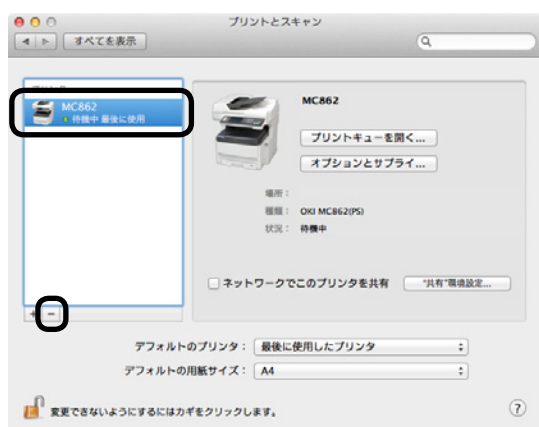 プリントとスキャン
すべてを表示
MC862
待機中 最後に使用
MC862
プリントキューを開く...
オプションとサプライ...
場所：
種類： OKI MC862(PS)
状況： 待機中
ネットワークでこのプリンタを共有
"共有"環境設定...
+ −
デフォルトのプリンタ： 最後に使用したプリンタ
デフォルトの用紙サイズ： A4
変更できないようにするにはカギをクリックします。
?